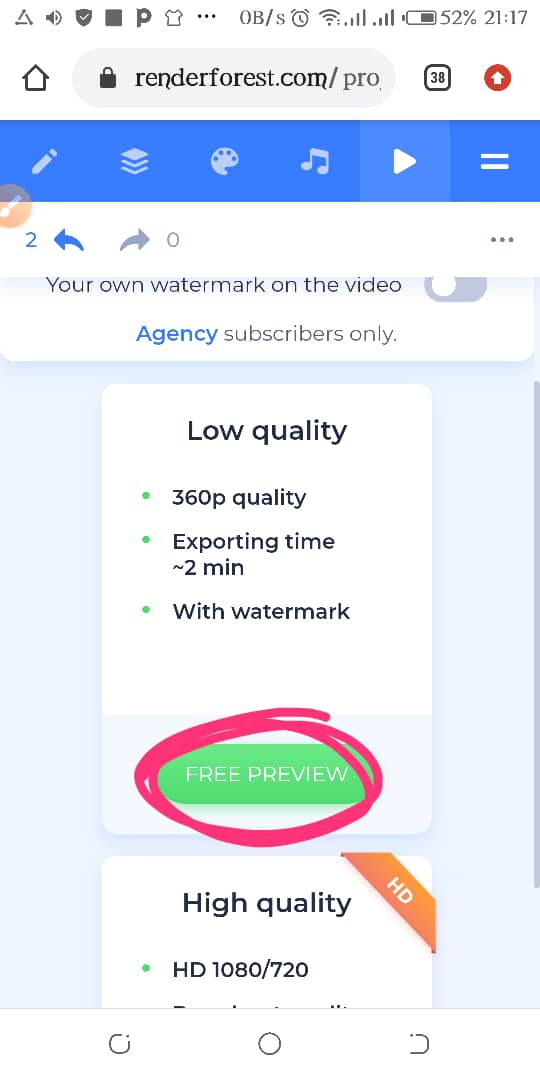 0B/s 52% 21:17
renderforest.com/pro
38
2 0
Your own watermark on the video
Agency subscribers only.
Low quality
360p quality
Exporting time
~2 min
With watermark
FREE PREVIEW
High quality
HD
HD 1080/720